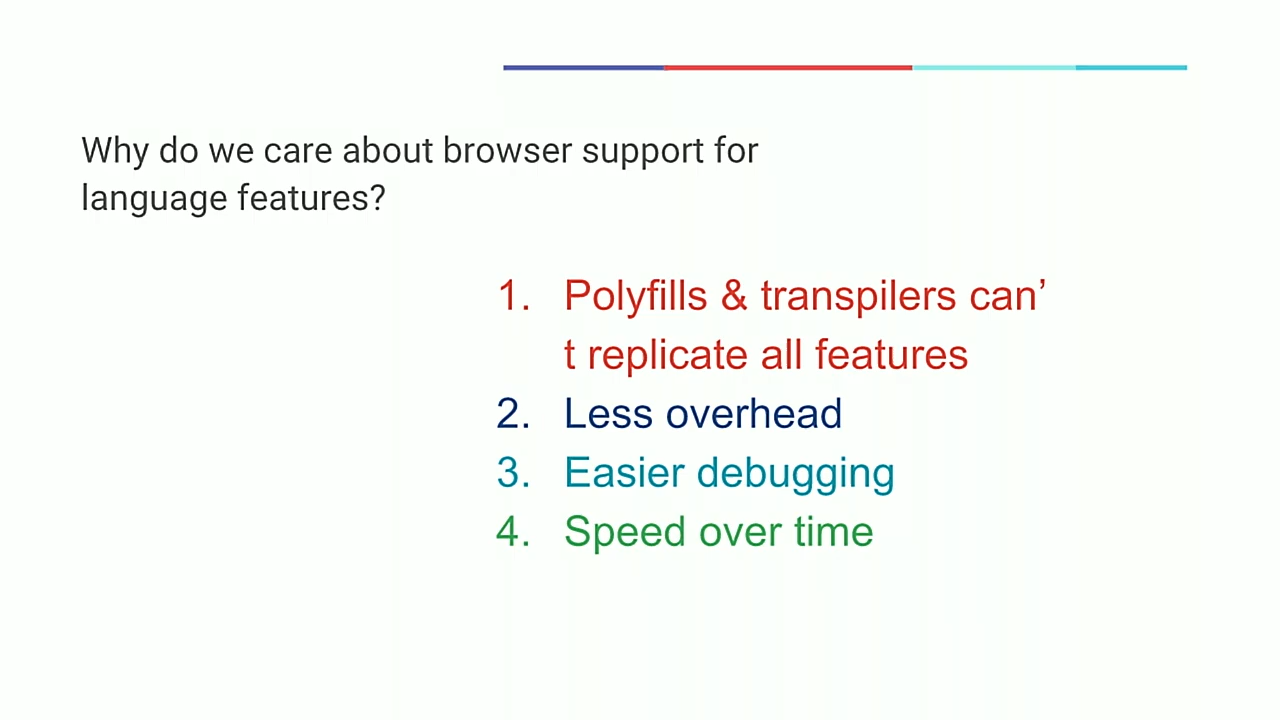 Why do we care about browser support for
language features?
1. Polyfills & transpilers can’
t replicate all features
2. Less overhead
3. Easier debugging
4. Speed over time